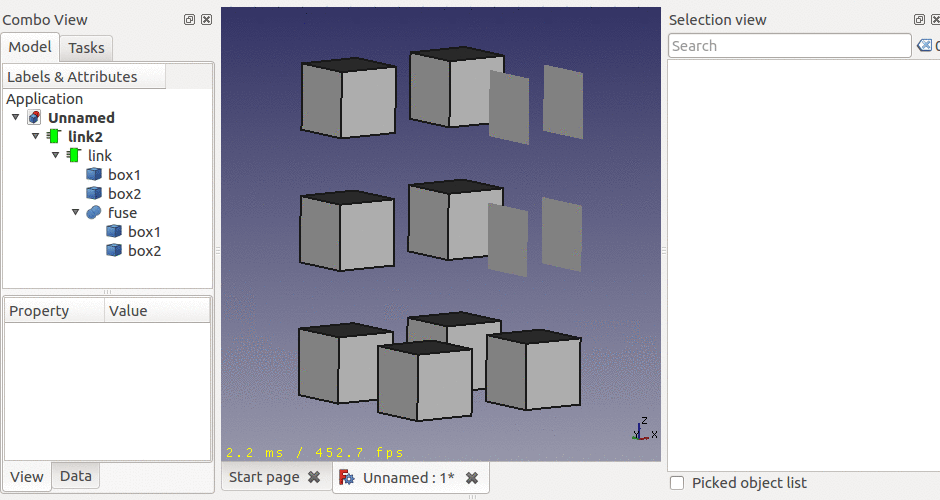 Combo View
Model Tasks
Labels & Attributes
Application
Unnamed
link2
link
box1
box2
fuse
box1
box2
Property Value
View Data
Z
Y X
2.2 ms / 452.7 fps
Start page Unnamed : 1*
Selection view
Search
Picked object list